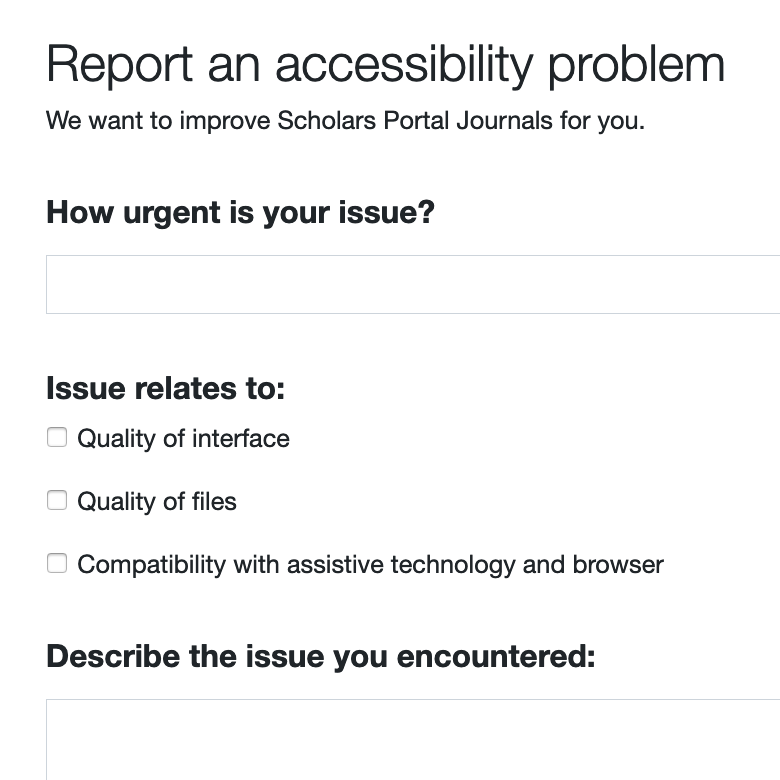 Report an accessibility problem
We want to improve Scholars Portal Journals for you.
How urgent is your issue?
Issue relates to:
Quality of interface
Quality of files
Compatibility with assistive technology and browser
Describe the issue you encountered: